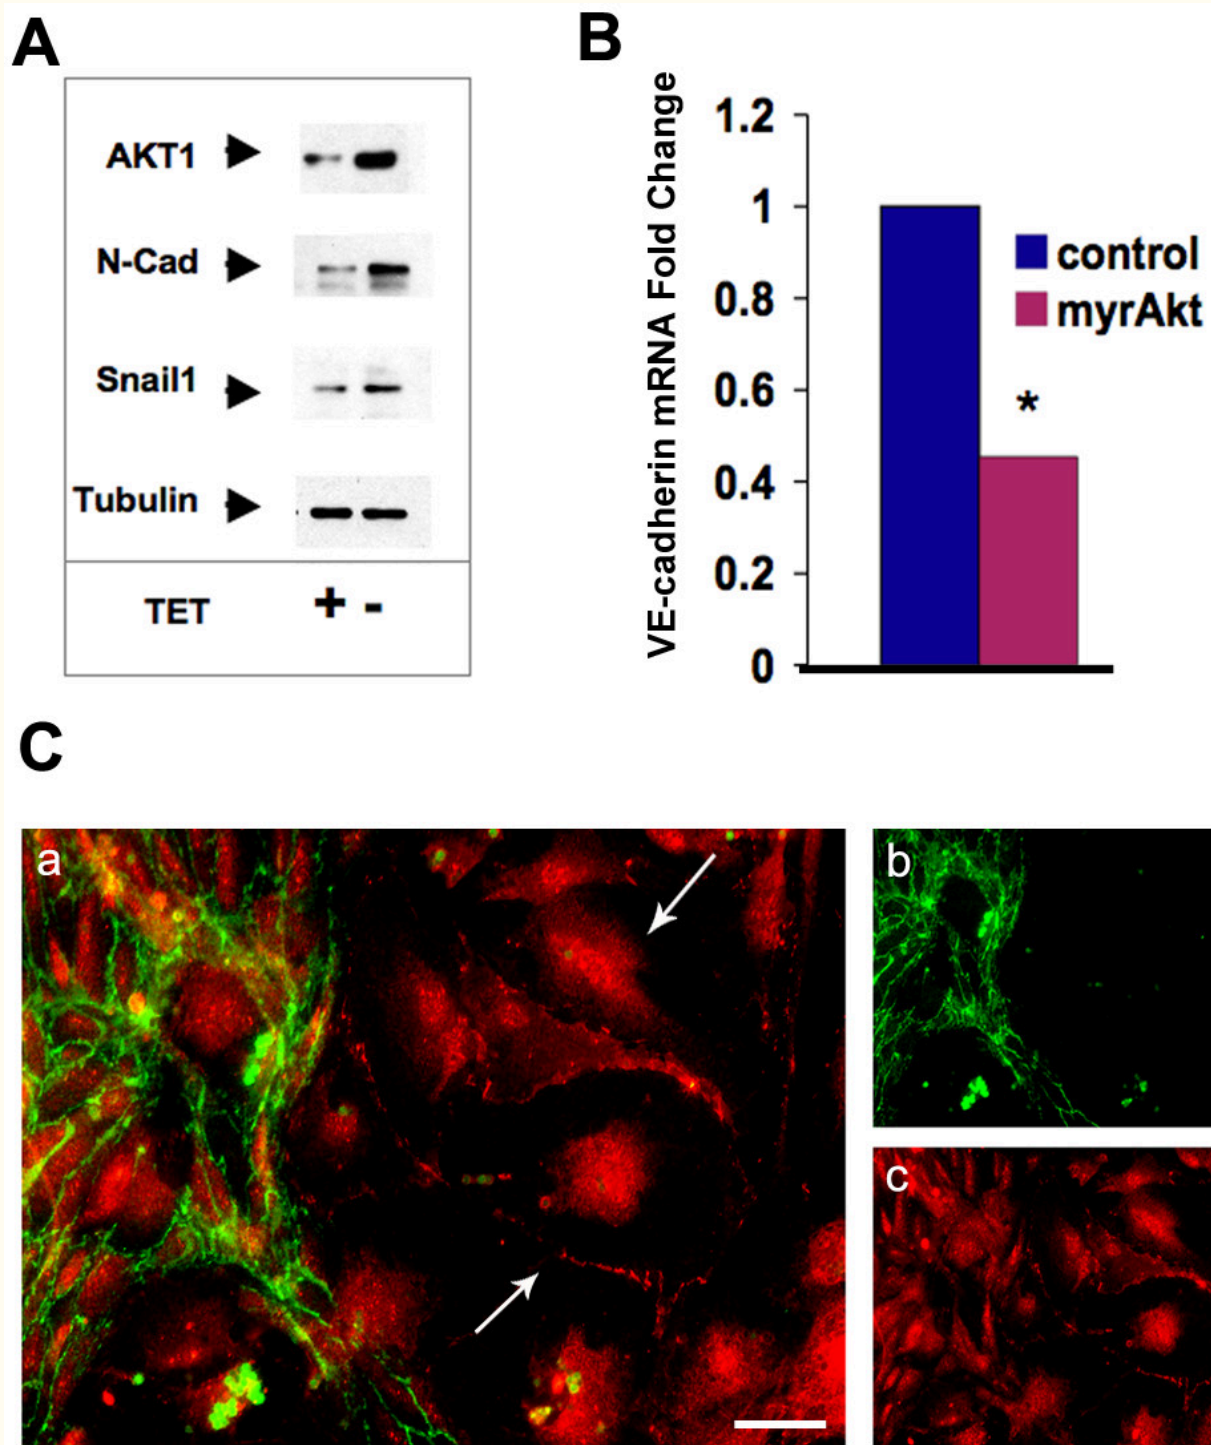 A
AKT1
N-Cad
Snail1
Tubulin
TET + -
B
VE-cadherin mRNA Fold Change
1.2
1
0.8
0.6
0.4
0.2
0
control
myrAkt
*
C
a
b
c